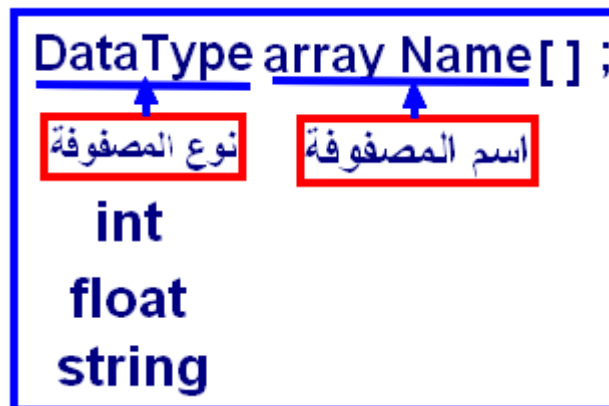 DataType array Name[] ;
نوع المصفوفة اسم المصفوفة
int
float
string